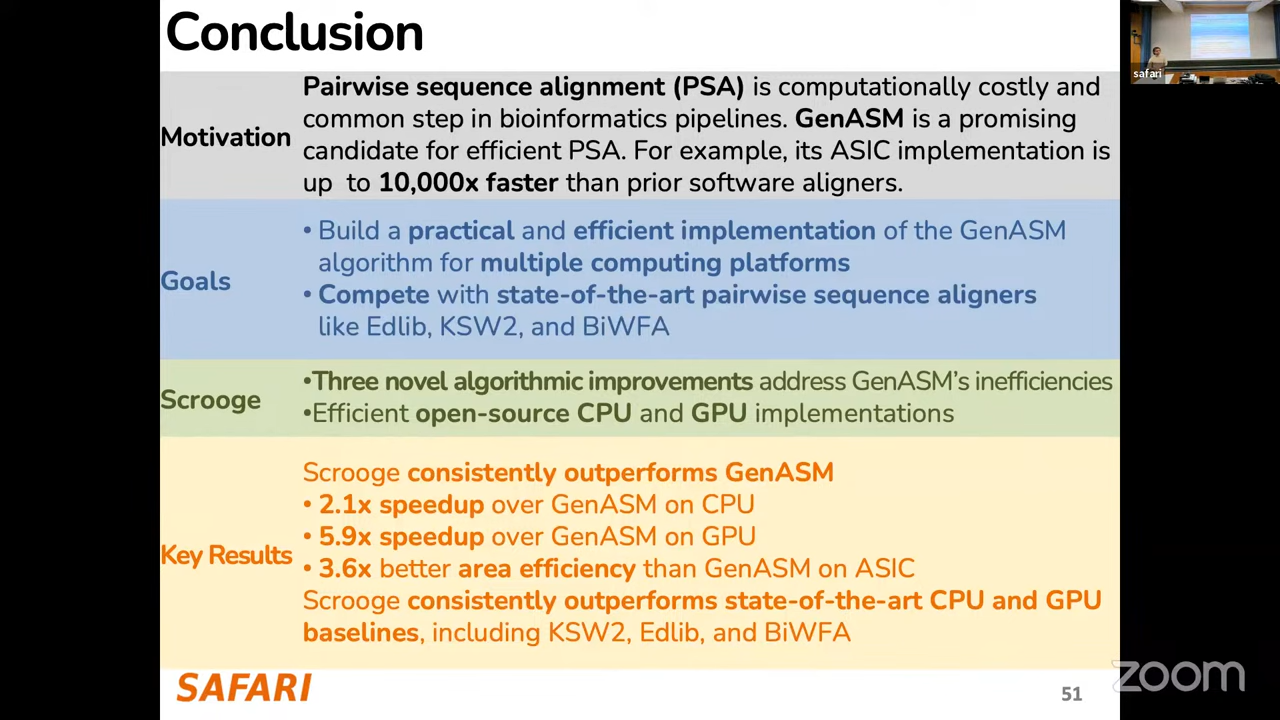 Conclusion
safari
Motivation
Pairwise sequence alignment (PSA) is computationally costly and
common step in bioinformatics pipelines. GenASM is a promising
candidate for efficient PSA. For example, its ASIC implementation is
up to 10,000x faster than prior software aligners.
Goals
• Build a practical and efficient implementation of the GenASM
algorithm for multiple computing platforms
• Compete with state-of-the-art pairwise sequence aligners
like Edlib, KSW2, and BiWFA
Scrooge
•Three novel algorithmic improvements address GenASM's inefficiencies
•Efficient open-source CPU and GPU implementations
Key Results
Scrooge consistently outperforms GenASM
• 2.1x speedup over GenASM on CPU
• 5.9x speedup over GenASM on GPU
• 3.6x better area efficiency than GenASM on ASIC
Scrooge consistently outperforms state-of-the-art CPU and GPU
baselines, including KSW2, Edlib, and BiWFA
SAFARI
51
zoom